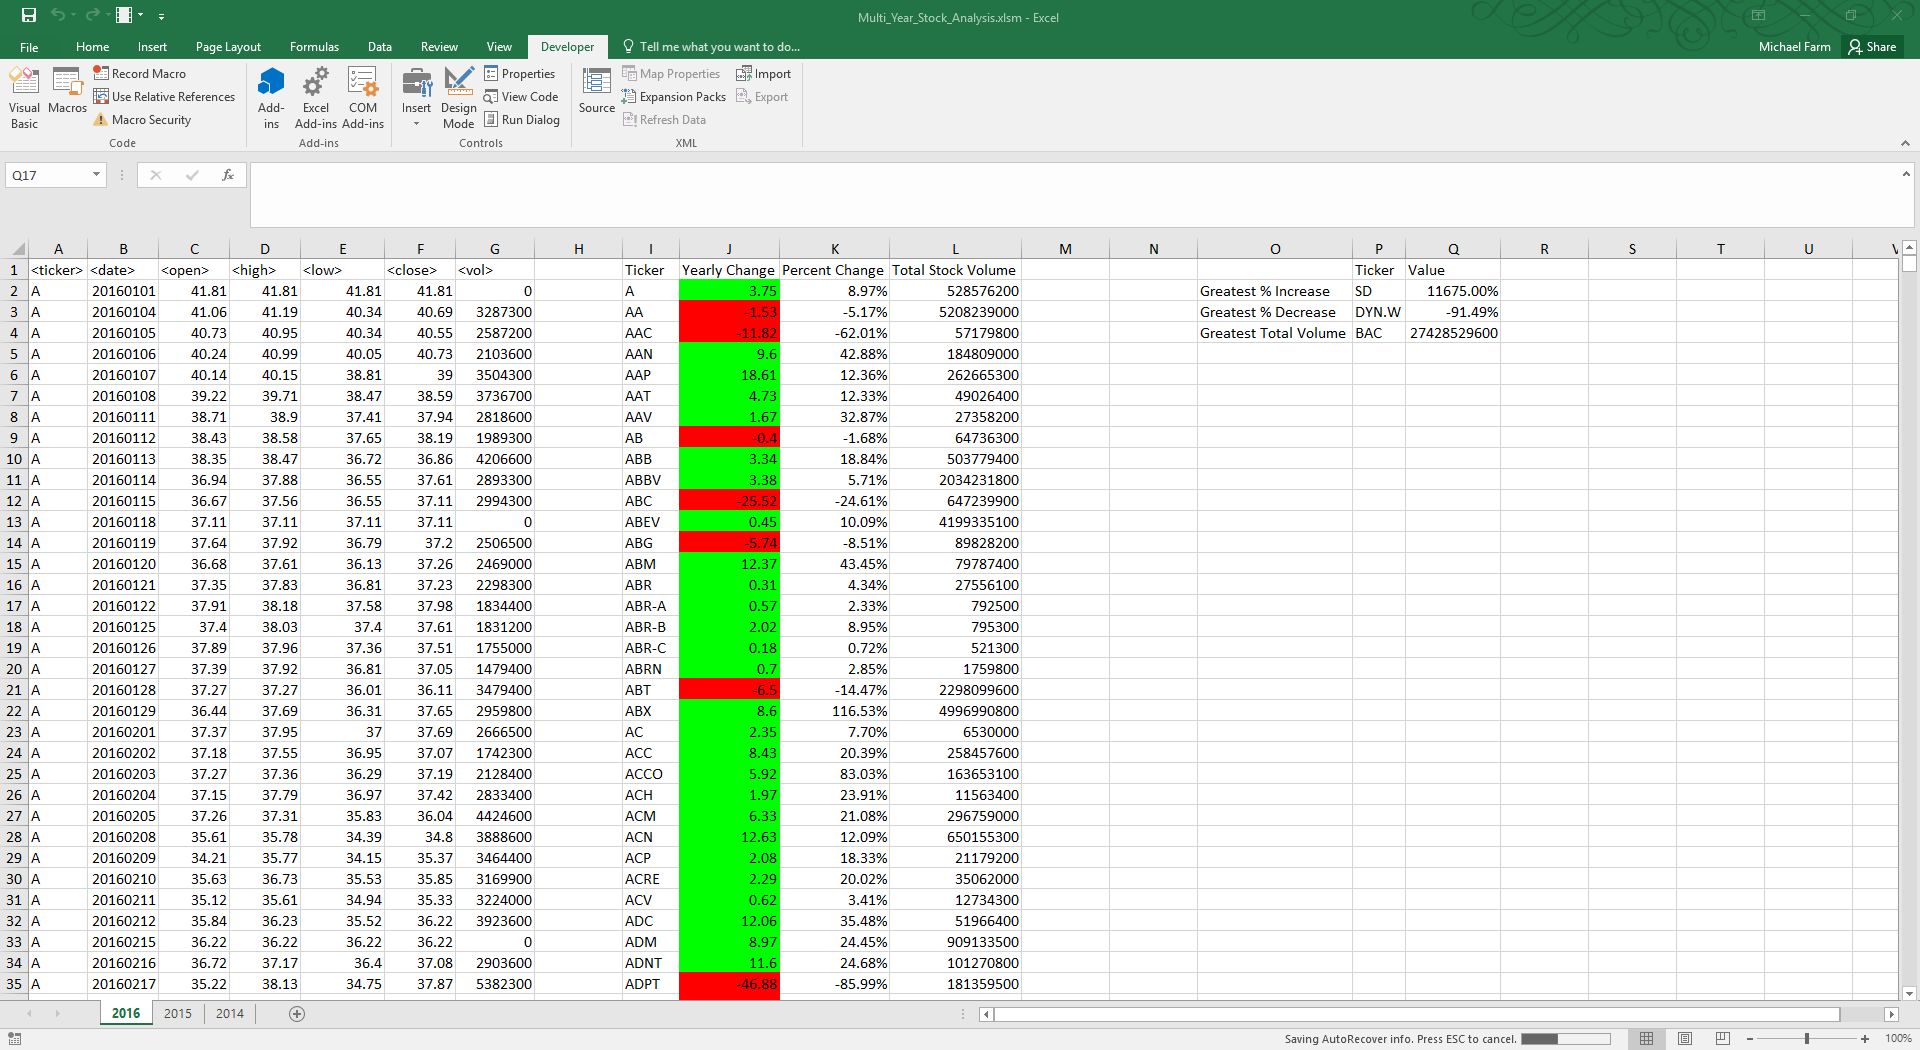 Multi_Year_Stock_Analysis.xlsm - Excel
File Home Insert Page Layout Formulas Data Review View Developer Tell me what you want to do... Michael Farm Share
Visual Basic
Macros
Record Macro
Use Relative References
Macro Security
Code
Add-ins
Excel Add-ins
COM Add-ins
Add-ins
Insert
Design Mode
Properties
View Code
Run Dialog
Controls
Source
Map Properties
Expansion Packs
Refresh Data
Import
Export
XML
Q17 fx
A B C D E F G H I J K L M N O P Q R S T U V
1 <ticker> <date> <open> <high> <low> <close> <vol> Ticker Yearly Change Percent Change Total Stock Volume Ticker Value
2 A 20160101 41.81 41.81 41.81 41.81 0 A 3.75 8.97% 528576200 Greatest % Increase SD 11675.00%
3 A 20160104 41.06 41.19 40.34 40.69 3287300 AA -1.53 -5.17% 5208239000 Greatest % Decrease DYN.W -91.49%
4 A 20160105 40.73 40.95 40.34 40.55 2587200 AAC -11.82 -62.01% 57179800 Greatest Total Volume BAC 27428529600
5 A 20160106 40.24 40.99 40.05 40.73 2103600 AAN 9.6 42.88% 184809000
6 A 20160107 40.14 40.15 38.81 39 3504300 AAP 18.61 12.36% 262665300
7 A 20160108 39.22 39.71 38.47 38.59 3736700 AAT 4.73 12.33% 49026400
8 A 20160111 38.71 38.9 37.41 37.94 2818600 AAV 1.67 32.87% 27358200
9 A 20160112 38.43 38.58 37.65 38.19 1989300 AB -0.4 -1.68% 64736300
10 A 20160113 38.35 38.47 36.72 36.86 4206600 ABB 3.34 18.84% 503779400
11 A 20160114 36.94 37.88 36.55 37.61 2893300 ABBV 3.38 5.71% 2034231800
12 A 20160115 36.67 37.56 36.55 37.11 2994300 ABC -25.52 -24.61% 647239900
13 A 20160118 37.11 37.11 37.11 37.11 0 ABEV 0.45 10.09% 4199335100
14 A 20160119 37.64 37.92 36.79 37.2 2506500 ABG -5.74 -8.51% 89828200
15 A 20160120 36.68 37.61 36.13 37.26 2469000 ABM 12.37 43.45% 79787400
16 A 20160121 37.35 37.83 36.81 37.23 2298300 ABR 0.31 4.34% 27556100
17 A 20160122 37.91 38.18 37.58 37.98 1834400 ABR-A 0.57 2.33% 792500
18 A 20160125 37.4 38.03 37.4 37.61 1831200 ABR-B 2.02 8.95% 795300
19 A 20160126 37.89 37.96 37.36 37.51 1755000 ABR-C 0.18 0.72% 521300
20 A 20160127 37.39 37.92 36.81 37.05 1479400 ABRN 0.7 2.85% 1759800
21 A 20160128 37.27 37.27 36.01 36.11 3479400 ABT -6.5 -14.47% 2298099600
22 A 20160129 36.44 37.69 36.31 37.65 2959800 ABX 8.6 116.53% 4996990800
23 A 20160201 37.37 37.95 37 37.69 2666500 AC 2.35 7.70% 6530000
24 A 20160202 37.18 37.55 36.95 37.07 1742300 ACC 8.43 20.39% 258457600
25 A 20160203 37.27 37.36 36.29 37.19 2128400 ACCO 5.92 83.03% 163653100
26 A 20160204 37.15 37.79 36.97 37.42 2833400 ACH 1.97 23.91% 11563400
27 A 20160205 37.26 37.31 35.83 36.04 4424600 ACM 6.33 21.08% 296759000
28 A 20160208 35.61 35.78 34.39 34.8 3888600 ACN 12.63 12.09% 650155300
29 A 20160209 34.21 35.77 34.15 35.37 3464400 ACP 2.08 18.33% 21179200
30 A 20160210 35.63 36.73 35.53 35.85 3169900 ACRE 2.29 20.02% 35062000
31 A 20160211 35.12 35.61 34.94 35.33 3224000 ACV 0.62 3.41% 12734300
32 A 20160212 35.84 36.23 35.52 36.22 3923600 ADC 12.06 35.48% 51966400
33 A 20160215 36.22 36.22 36.22 36.22 0 ADM 8.97 24.45% 909133500
34 A 20160216 36.72 37.17 36.4 37.08 2903600 ADNT 11.6 24.68% 101270800
35 A 20160217 35.22 38.13 34.75 37.87 5382300 ADPT -46.88 -85.99% 181359500
2016 2015 2014
Saving AutoRecover info. Press ESC to cancel. 100%